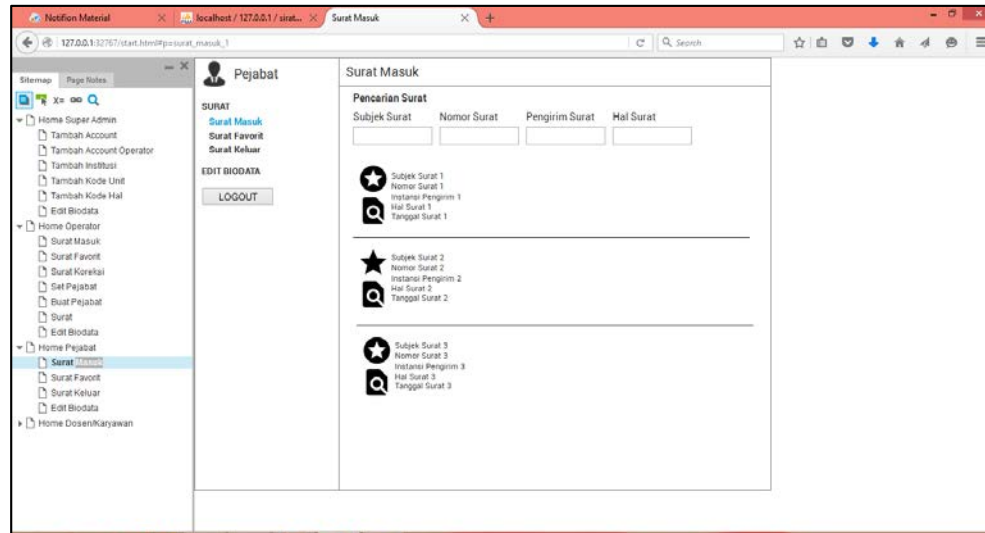 Notifion Material
localhost / 127.0.0.1 / sirat...
Surat Masuk
127.0.0.1:32767/start.html#p=surat_masuk_1
Search
Sitemap
Page Notes
X=
Home Super Admin
Tambah Account
Tambah Account Operator
Tambah Institusi
Tambah Kode Unit
Tambah Kode Hal
Edit Biodata
Home Operator
Surat Masuk
Surat Favorit
Surat Koreksi
Set Pejabat
Buat Pejabat
Surat
Edit Biodata
Home Pejabat
Surat Masuk
Surat Favorit
Surat Keluar
Edit Biodata
Home Dosen/Karyawan
Pejabat
SURAT
Surat Masuk
Surat Favorit
Surat Keluar
EDIT BIODATA
LOGOUT
Surat Masuk
Pencarian Surat
Subjek Surat Nomor Surat Pengirim Surat Hal Surat
Subjek Surat 1
Nomor Surat 1
Instansi Pengirim 1
Hal Surat 1
Tanggal Surat 1
Subjek Surat 2
Nomor Surat 2
Instansi Pengirim 2
Hal Surat 2
Tanggal Surat 2
Subjek Surat 3
Nomor Surat 3
Instansi Pengirim 3
Hal Surat 3
Tanggal Surat 3